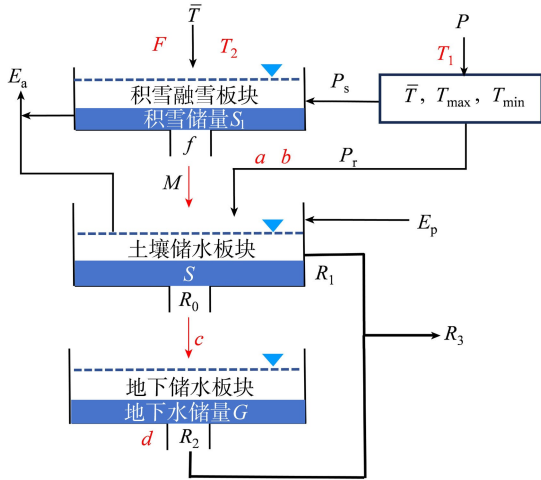 T̄
P
F
T₂
T₁
Eₐ
Pₛ
T̄，Tmax，Tmin
积雪融雪板块
积雪储量S₁
f
a b
Pᵣ
M
Eₚ
土壤储水板块
S
R₁
R₀
R₃
c
地下储水板块
地下水储量G
d
R₂